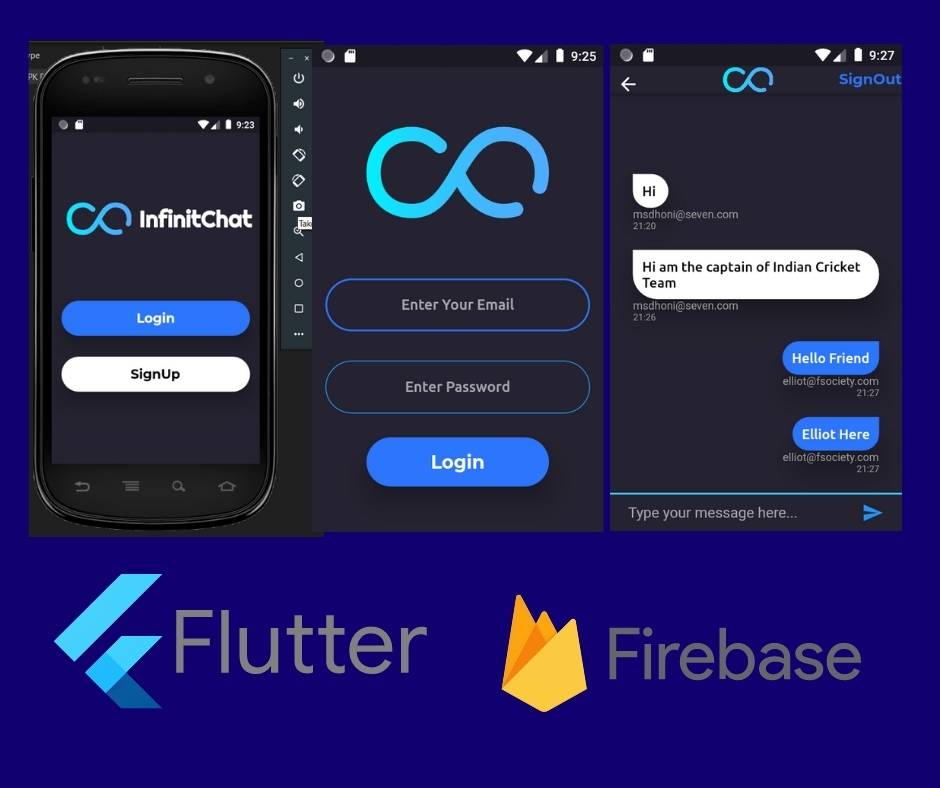 ype
PK F
9:23
InfinitChat
Login
SignUp
Tak
9:25
Enter Your Email
Enter Password
Login
9:27
SignOut
Hi
msdhoni@seven.com
21:20
Hi am the captain of Indian Cricket
Team
msdhoni@seven.com
21:26
Hello Friend
elliot@fsociety.com
21:27
Elliot Here
elliot@fsociety.com
21:27
Type your message here...
Flutter
Firebase